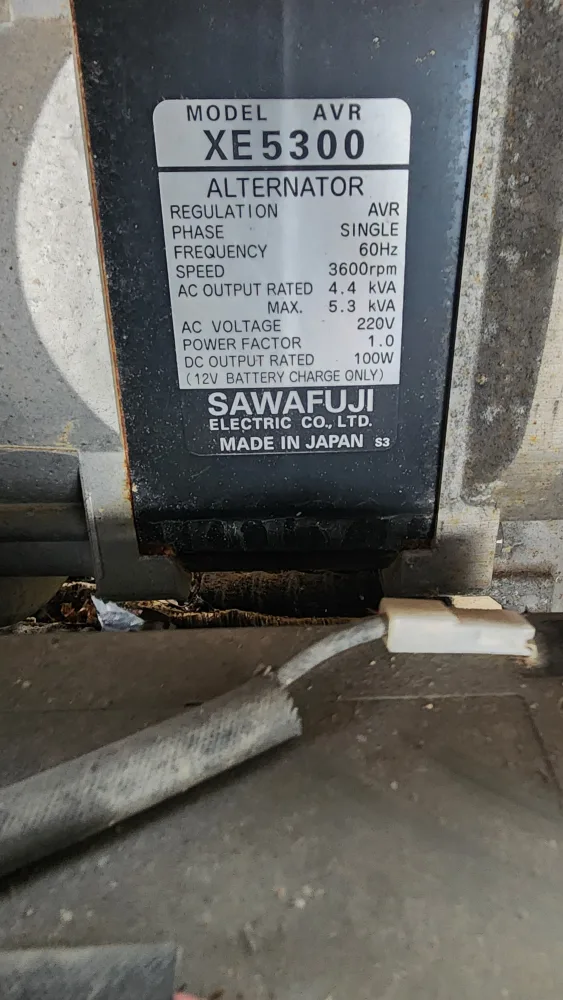 MODEL AVR
XE5300
ALTERNATOR
REGULATION AVR
PHASE SINGLE
FREQUENCY 60Hz
SPEED 3600rpm
AC OUTPUT RATED 4.4 kVA
MAX. 5.3 kVA
AC VOLTAGE 220V
POWER FACTOR 1.0
DC OUTPUT RATED 100W
(12V BATTERY CHARGE ONLY)
SAWAFUJI
ELECTRIC CO., LTD.
MADE IN JAPAN S3